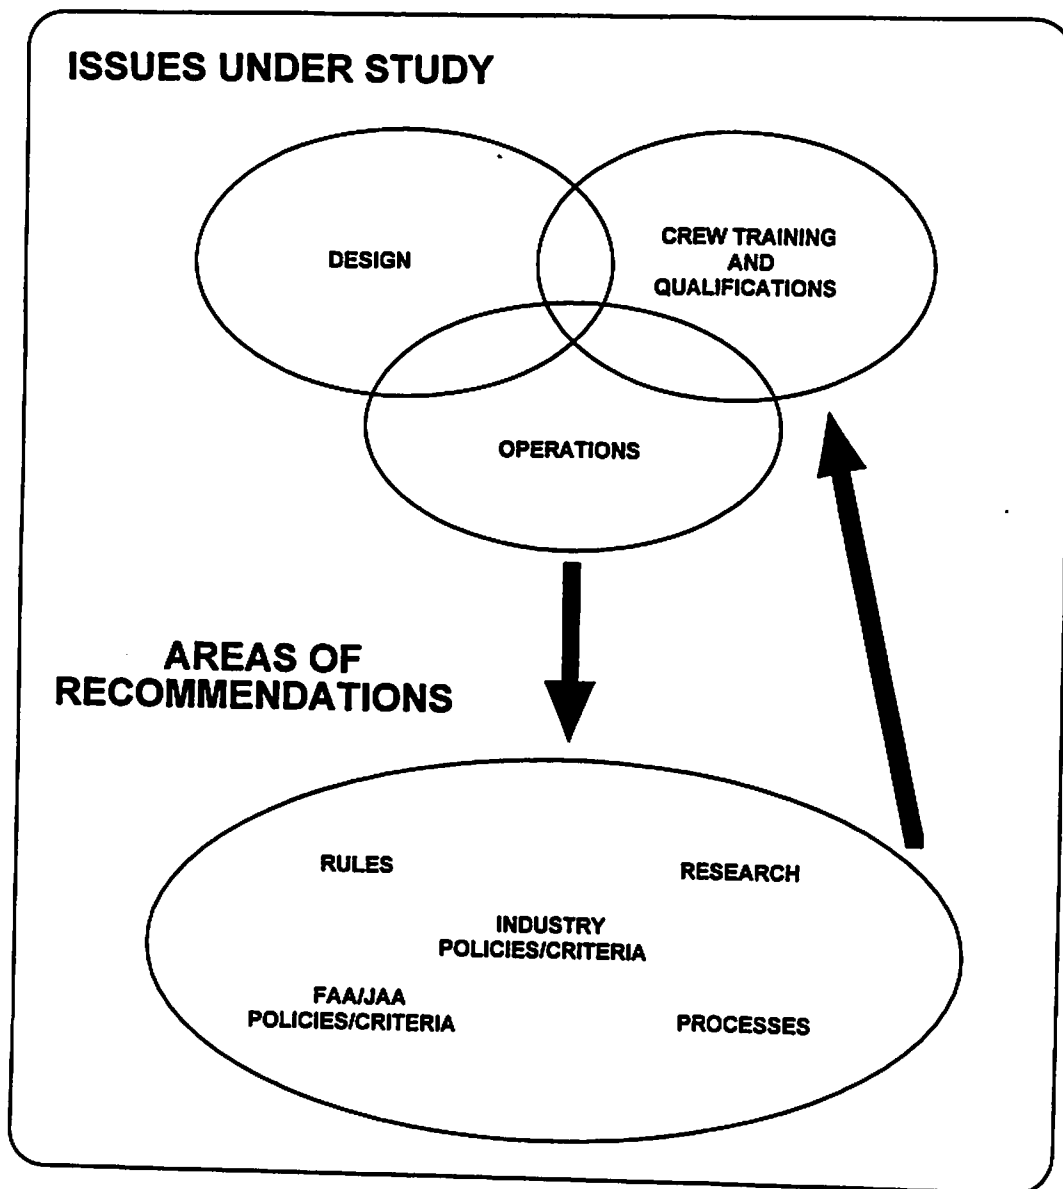 ISSUES UNDER STUDY
DESIGN
CREW TRAINING
AND
QUALIFICATIONS
OPERATIONS
AREAS OF
RECOMMENDATIONS
RULES
RESEARCH
INDUSTRY
POLICIES/CRITERIA
FAA/JAA
POLICIES/CRITERIA
PROCESSES